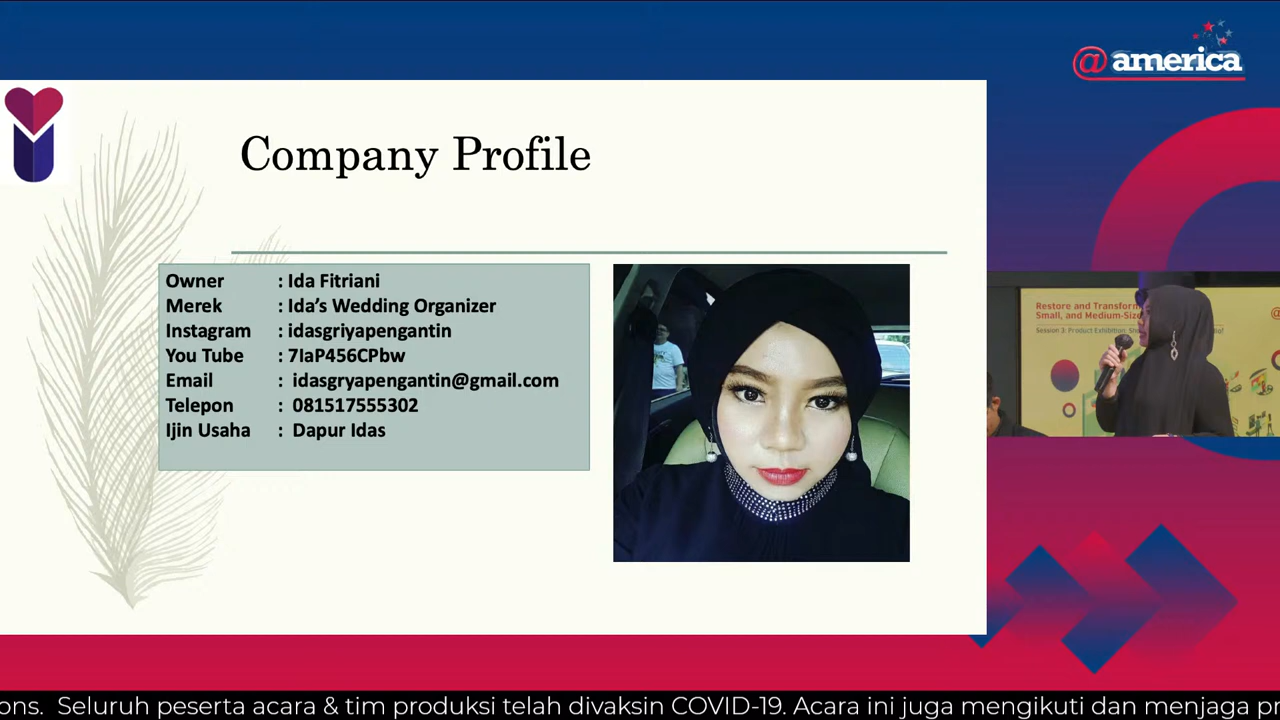 @america
Company Profile
Owner : Ida Fitriani
Merek : Ida’s Wedding Organizer
Instagram : idasgriyapengantin
You Tube : 7IaP456CPbw
Email : idasgryapengantin@gmail.com
Telepon : 081517555302
Ijin Usaha : Dapur Idas
Restore and Transform
Small, and Medium-Size
Session 3: Product Exhibition:
ons. Seluruh peserta acara & tim produksi telah divaksin COVID-19. Acara ini juga mengikuti dan menjaga pr